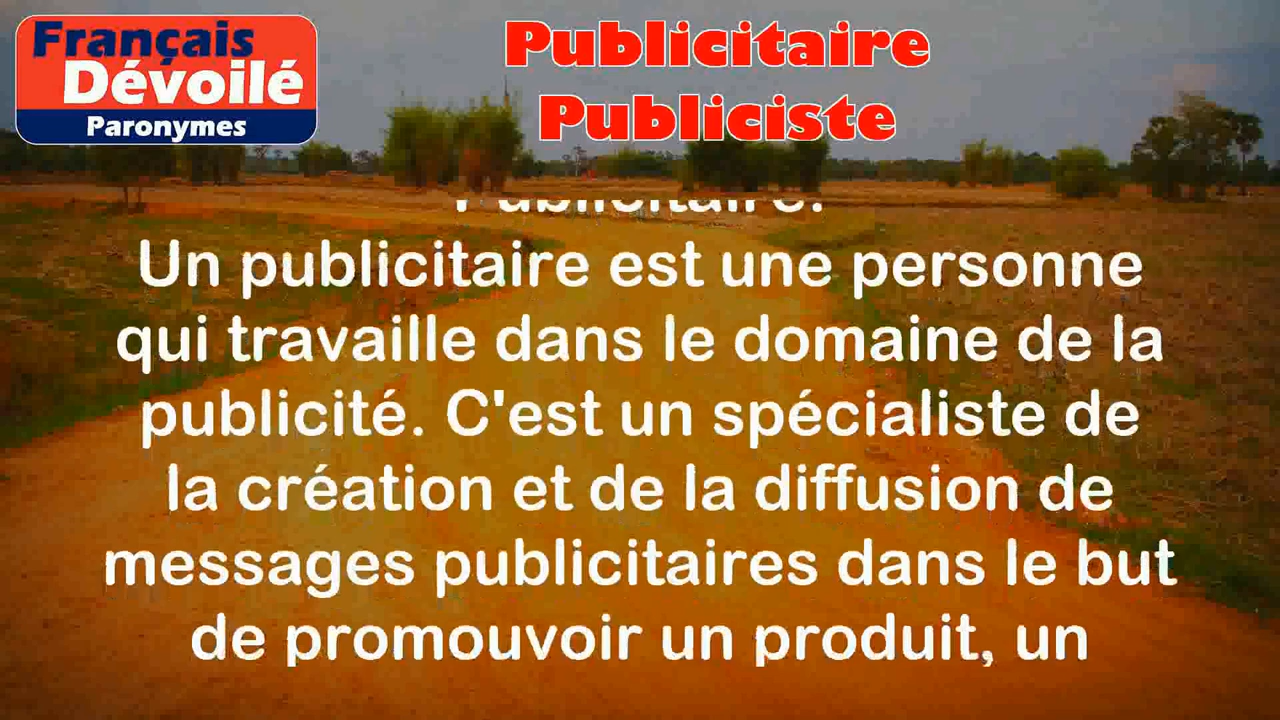 Français
Dévoilé
Paronymes
Publicitaire
Publiciste
Publicitaire:
Un publicitaire est une personne
qui travaille dans le domaine de la
publicité. C'est un spécialiste de
la création et de la diffusion de
messages publicitaires dans le but
de promouvoir un produit, un